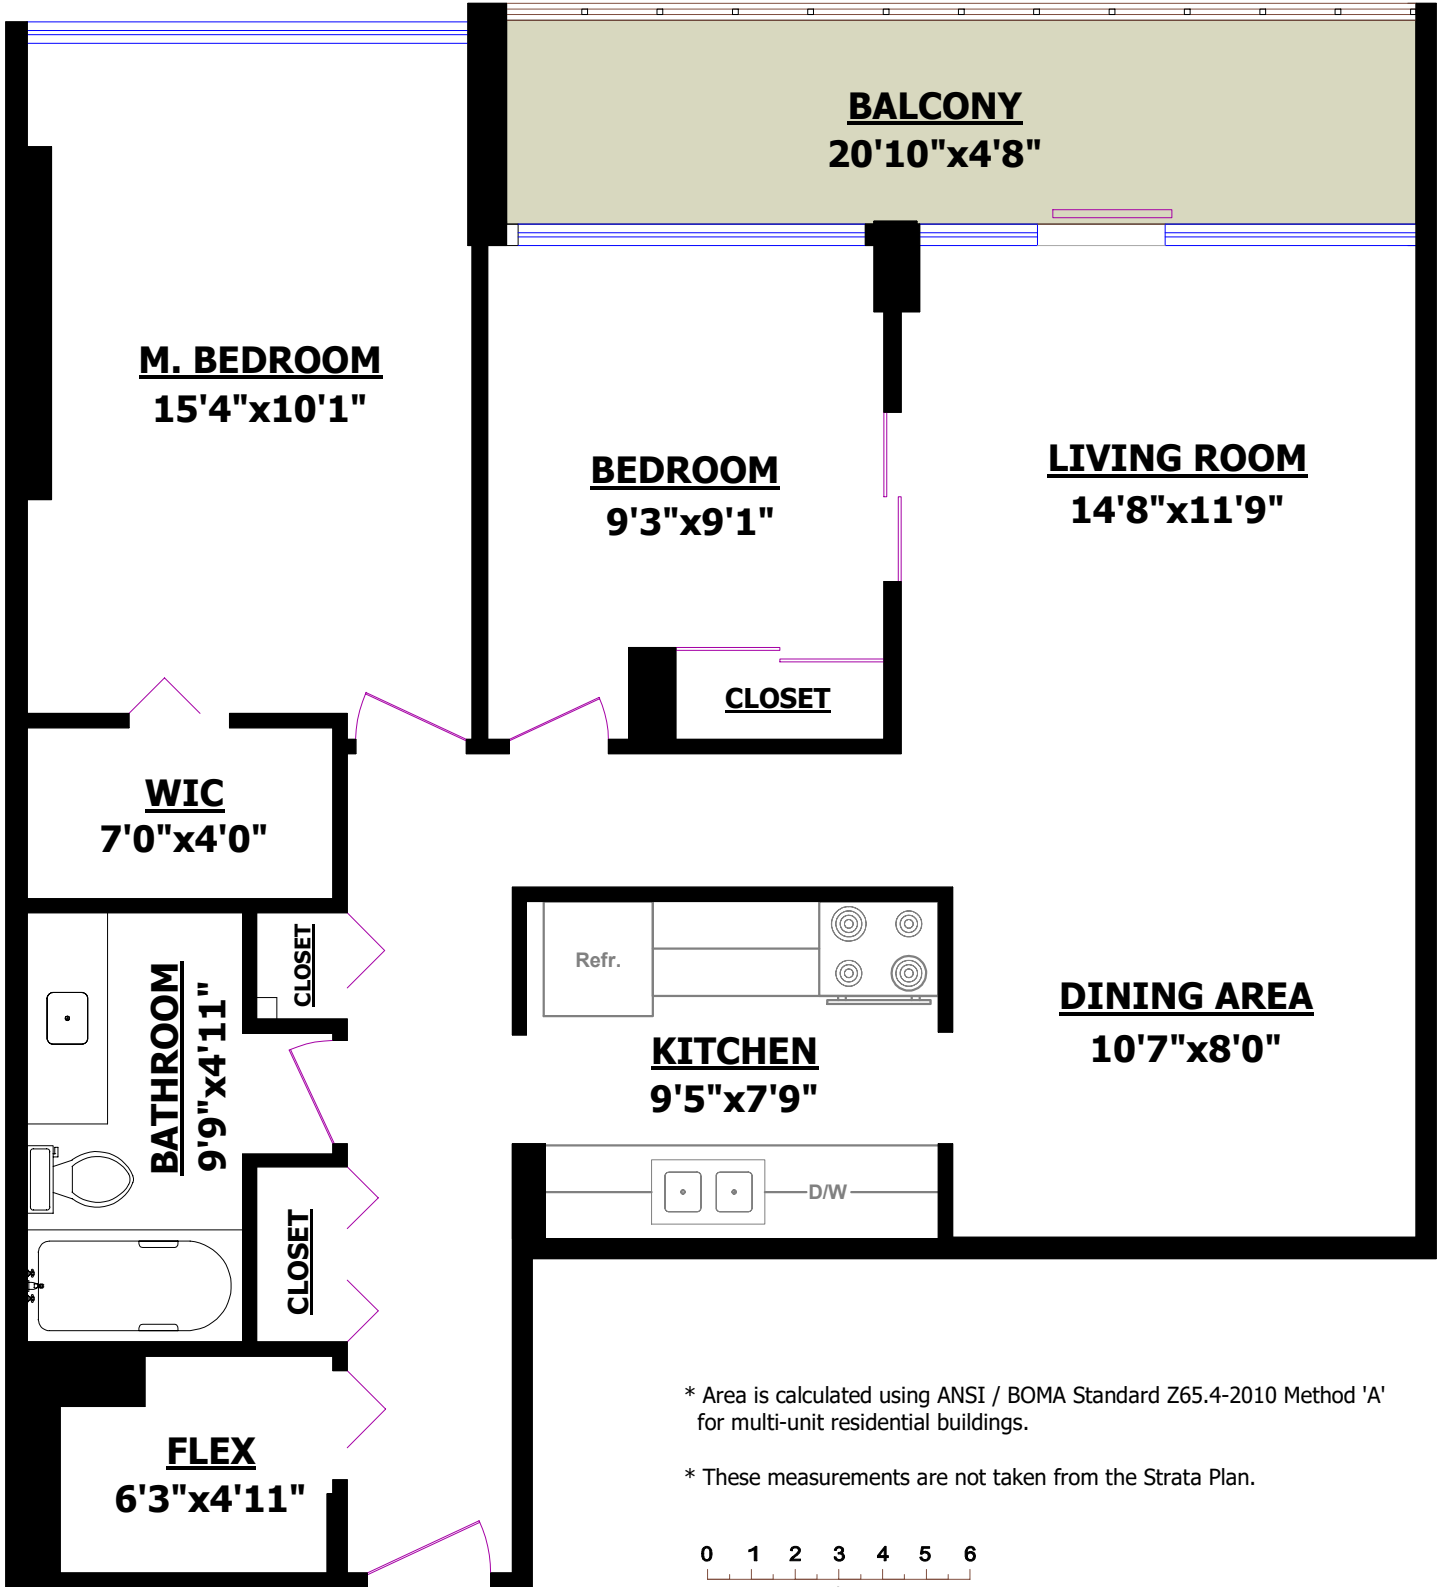 BALCONY
20'10"x4'8"
M. BEDROOM
15'4"x10'1"
BEDROOM
9'3"x9'1"
LIVING ROOM
14'8"x11'9"
CLOSET
WIC
7'0"x4'0"
CLOSET
Refr.
BATHROOM
9'9"x4'11"
KITCHEN
9'5"x7'9"
DINING AREA
10'7"x8'0"
D/W
CLOSET
FLEX
6'3"x4'11"
* Area is calculated using ANSI / BOMA Standard Z65.4-2010 Method 'A'
for multi-unit residential buildings.
* These measurements are not taken from the Strata Plan.
0 1 2 3 4 5 6